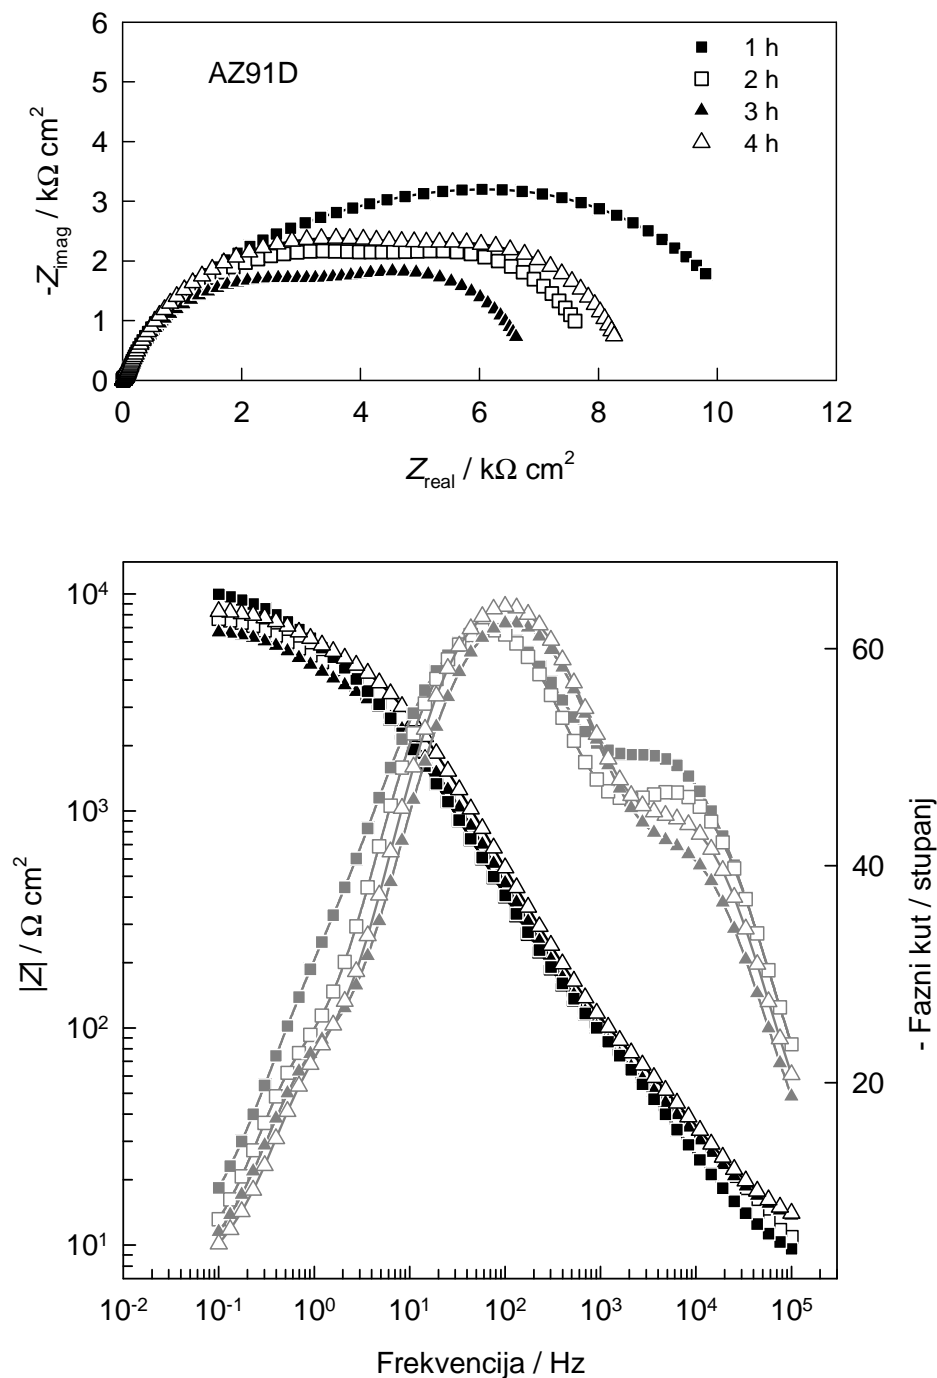 6
5
4
3
2
1
0
AZ91D
1 h
2 h
3 h
4 h
-Zimag / kΩ cm²
0 2 4 6 8 10 12
Zreal / kΩ cm²
10⁴
10³
10²
10¹
|Z| / Ω cm²
60
40
20
- Fazni kut / stupanj
10⁻² 10⁻¹ 10⁰ 10¹ 10² 10³ 10⁴ 10⁵
Frekvencija / Hz